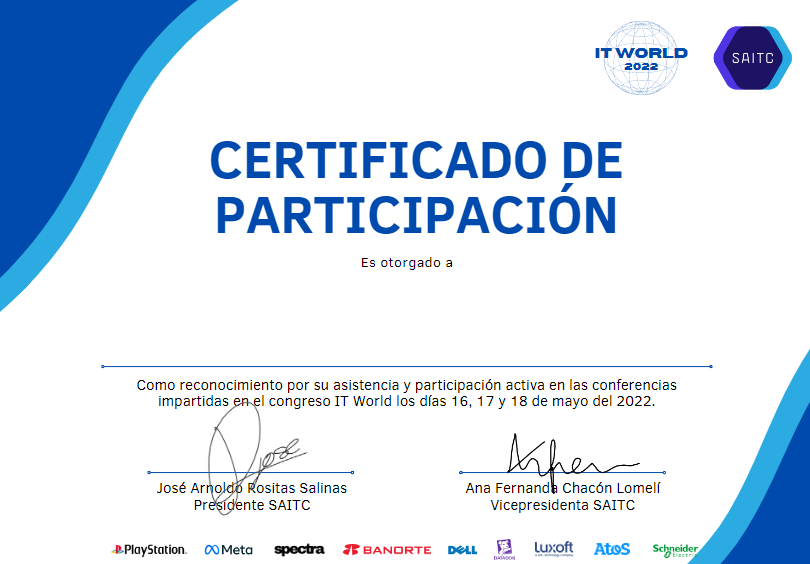 IT WORLD
2022
SAITC
CERTIFICADO DE
PARTICIPACIÓN
Es otorgado a
Como reconocimiento por su asistencia y participación activa en las conferencias
impartidas en el congreso IT World los días 16, 17 y 18 de mayo del 2022.
José Arnoldo Rositas Salinas
Presidente SAITC
Ana Fernanda Chacón Lomelí
Vicepresidenta SAITC
PlayStation. Meta spectra BANORTE DELL DATADOG Luxoft Atos Schneider
Electric